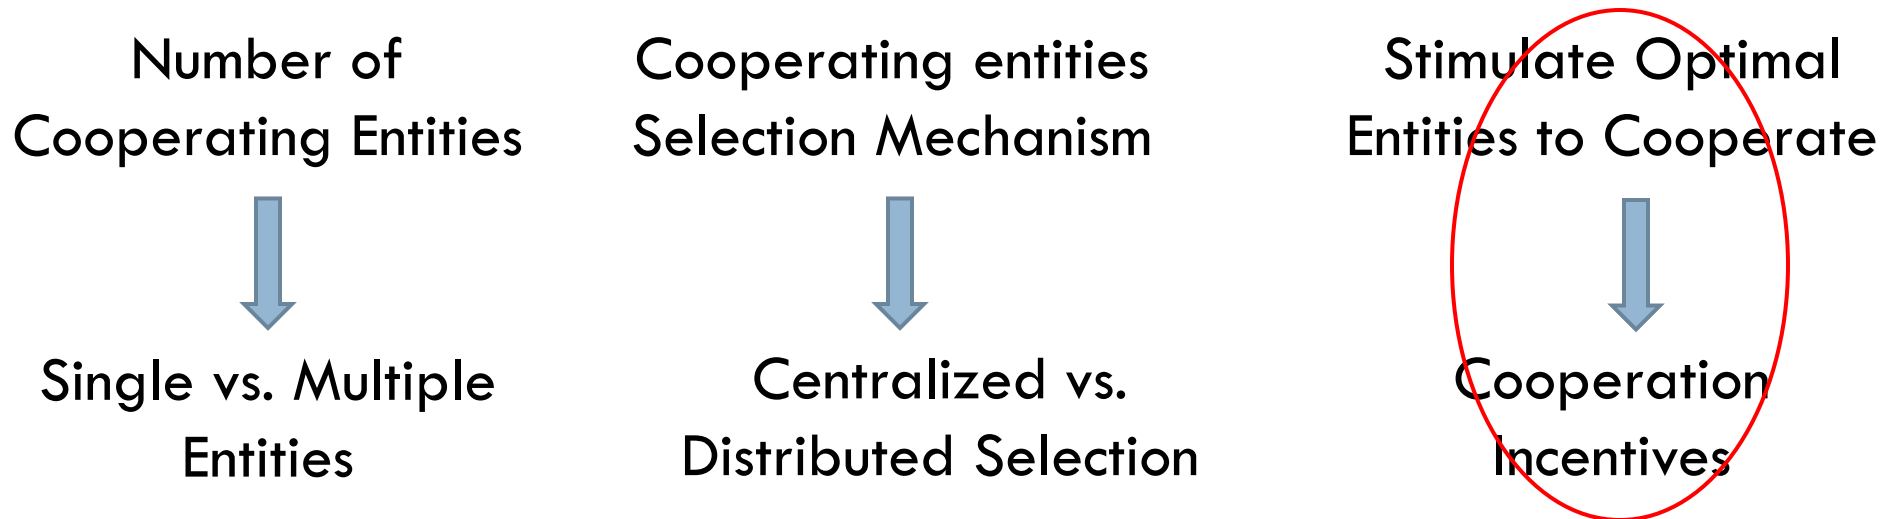 Number of
Cooperating Entities
Single vs. Multiple
Entities
Cooperating entities
Selection Mechanism
Centralized vs.
Distributed Selection
Stimulate Optimal
Entities to Cooperate
Cooperation
Incentives